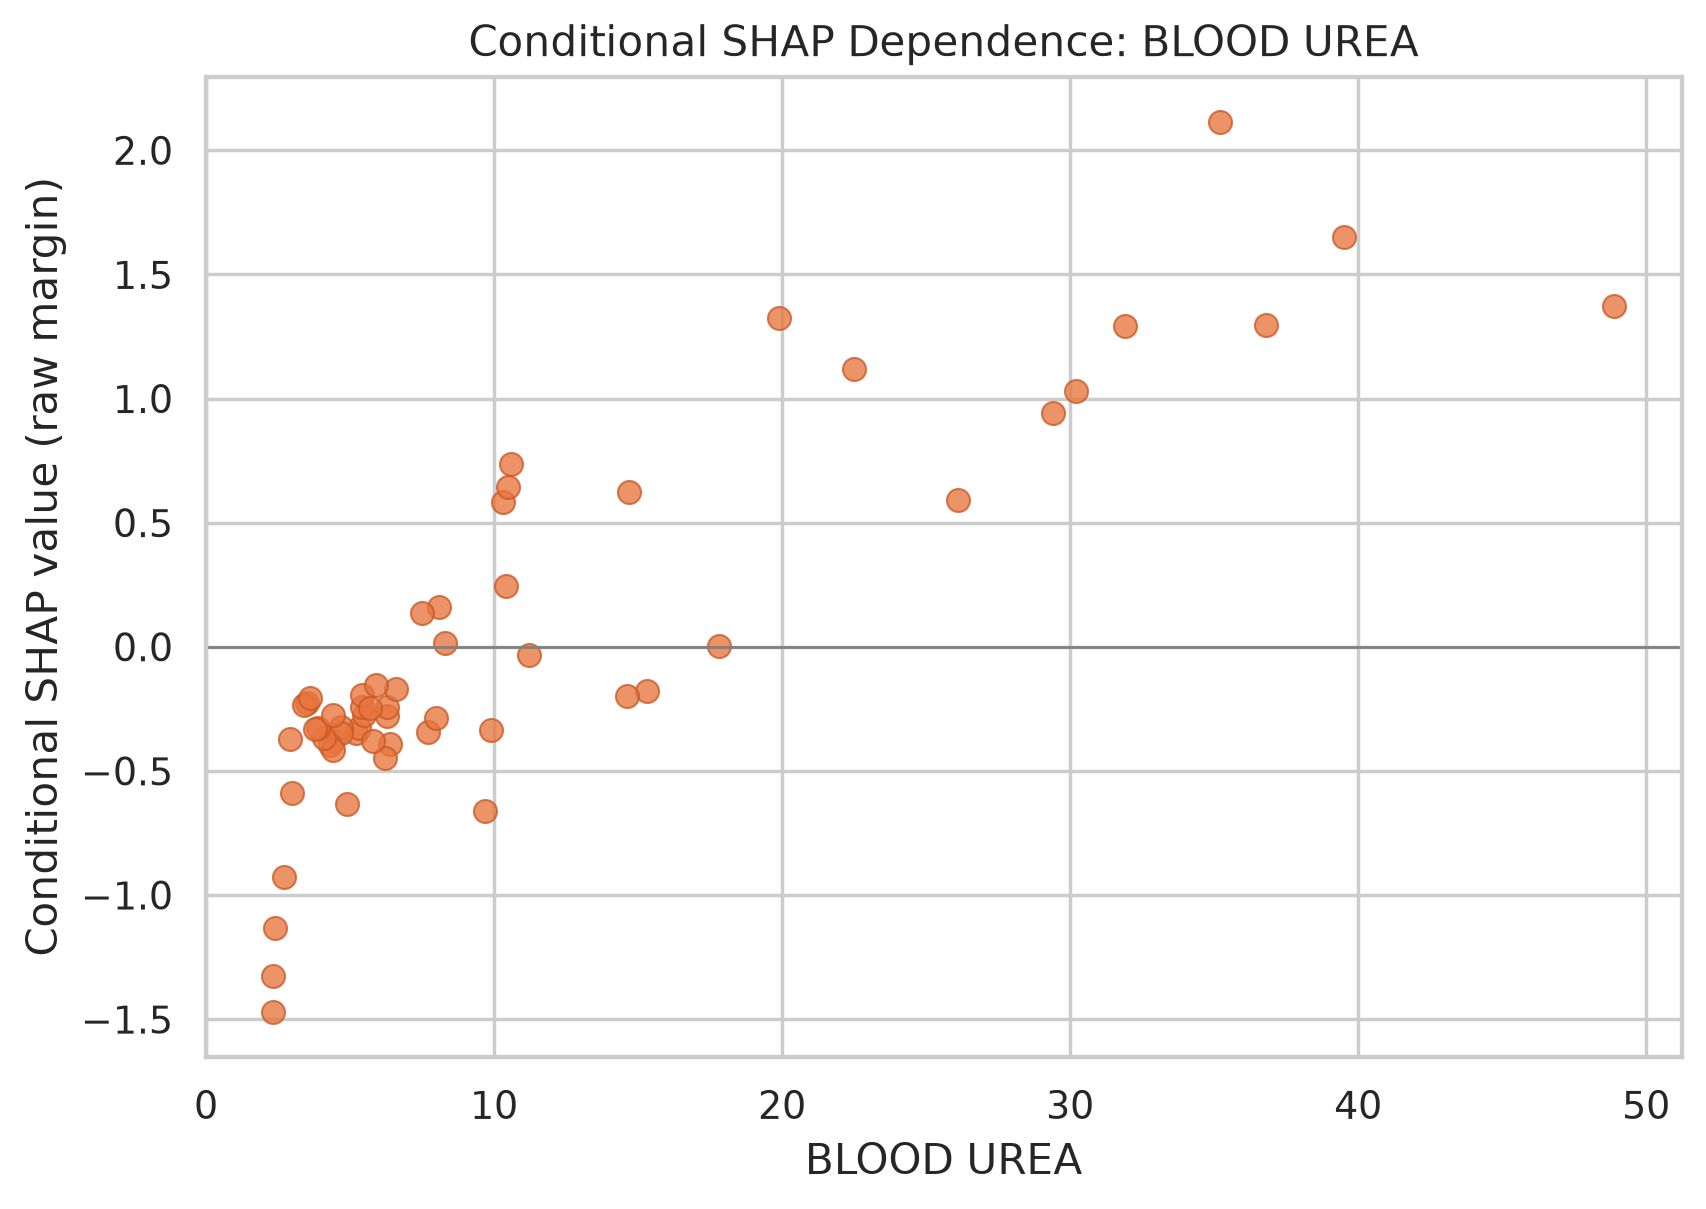 Conditional SHAP Dependence: BLOOD UREA
Conditional SHAP value (raw margin)
2.0
1.5
1.0
0.5
0.0
−0.5
−1.0
−1.5
0 10 20 30 40 50
BLOOD UREA